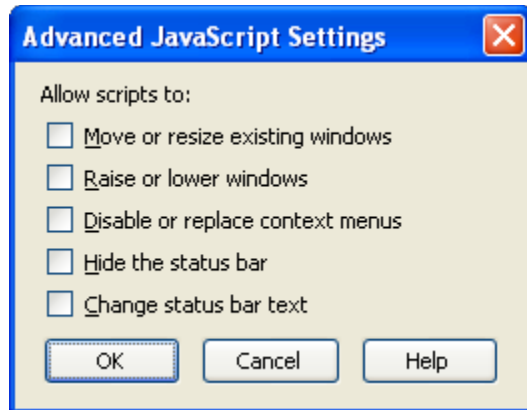 Advanced JavaScript Settings
Allow scripts to:
Move or resize existing windows
Raise or lower windows
Disable or replace context menus
Hide the status bar
Change status bar text
OK Cancel Help